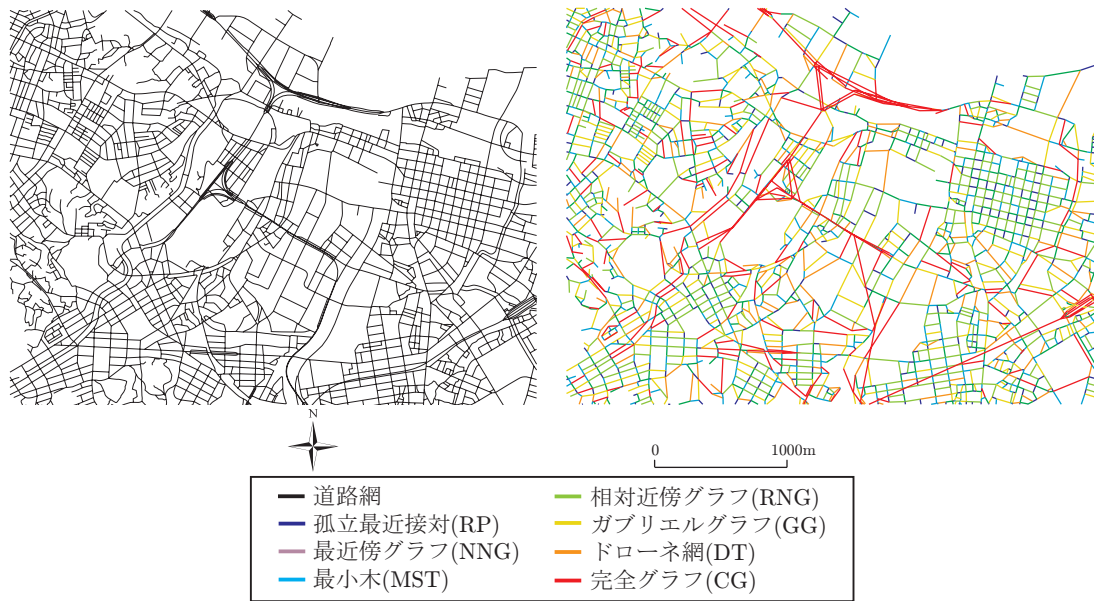 N
0 1000m
道路網
孤立最近接対(RP)
最近傍グラフ(NNG)
最小木(MST)
相対近傍グラフ(RNG)
ガブリエルグラフ(GG)
ドローネ網(DT)
完全グラフ(CG)